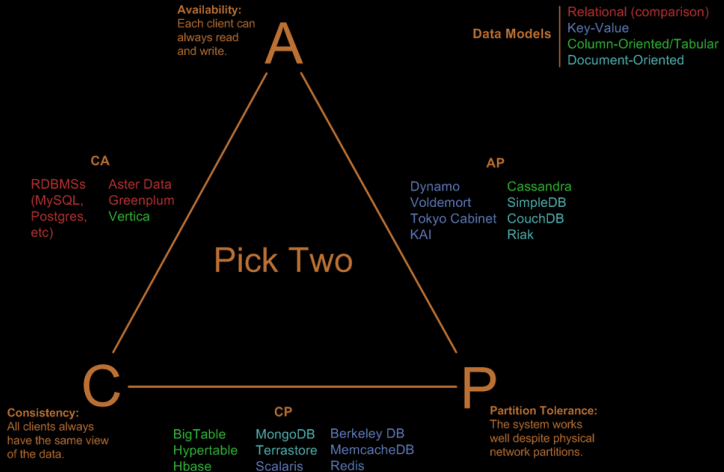 Availability:
Each client can
always read
and write.
A
Data Models
Relational (comparison)
Key-Value
Column-Oriented/Tabular
Document-Oriented
CA
RDBMSs
(MySQL,
Postgres,
etc)
Aster Data
Greenplum
Vertica
AP
Dynamo
Voldemort
Tokyo Cabinet
KAI
Cassandra
SimpleDB
CouchDB
Riak
Pick Two
C
P
Consistency:
All clients always
have the same view
of the data.
CP
BigTable
Hypertable
Hbase
MongoDB
Terrastore
Scalaris
Berkeley DB
MemcacheDB
Redis
Partition Tolerance:
The system works
well despite physical
network partitions.